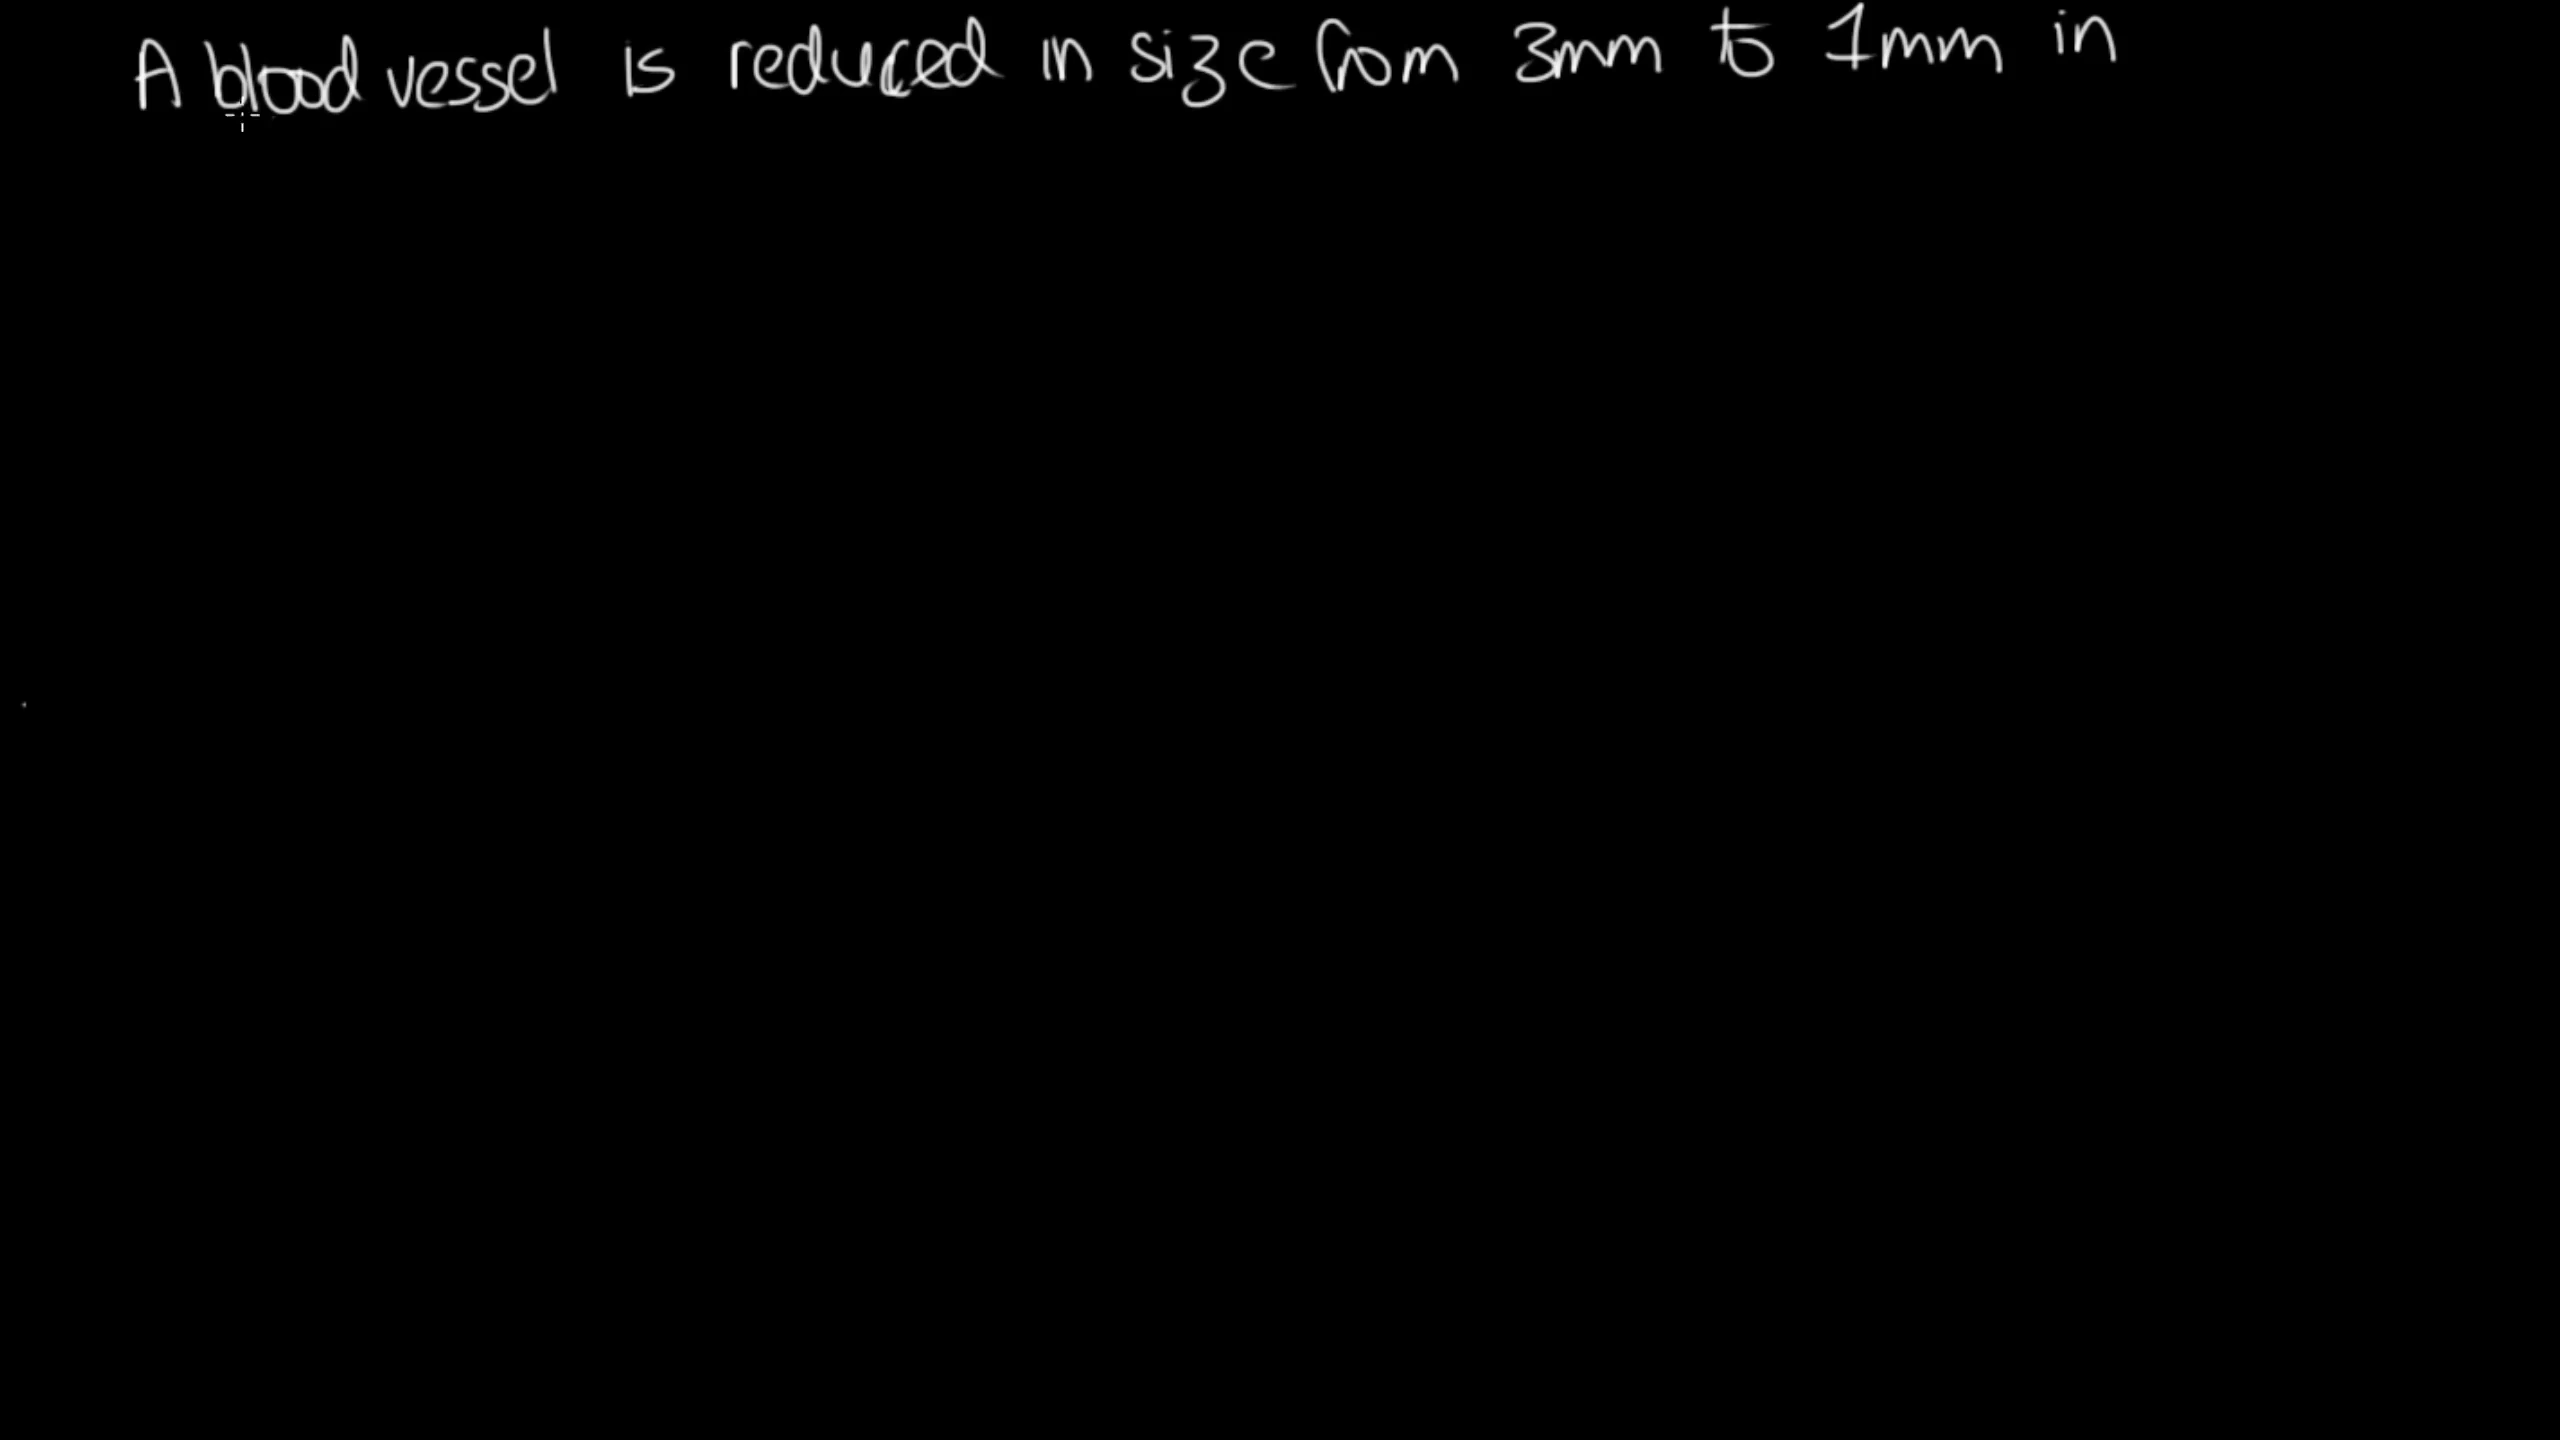 A blood vessel is reduced in size from 3mm to 1mm in